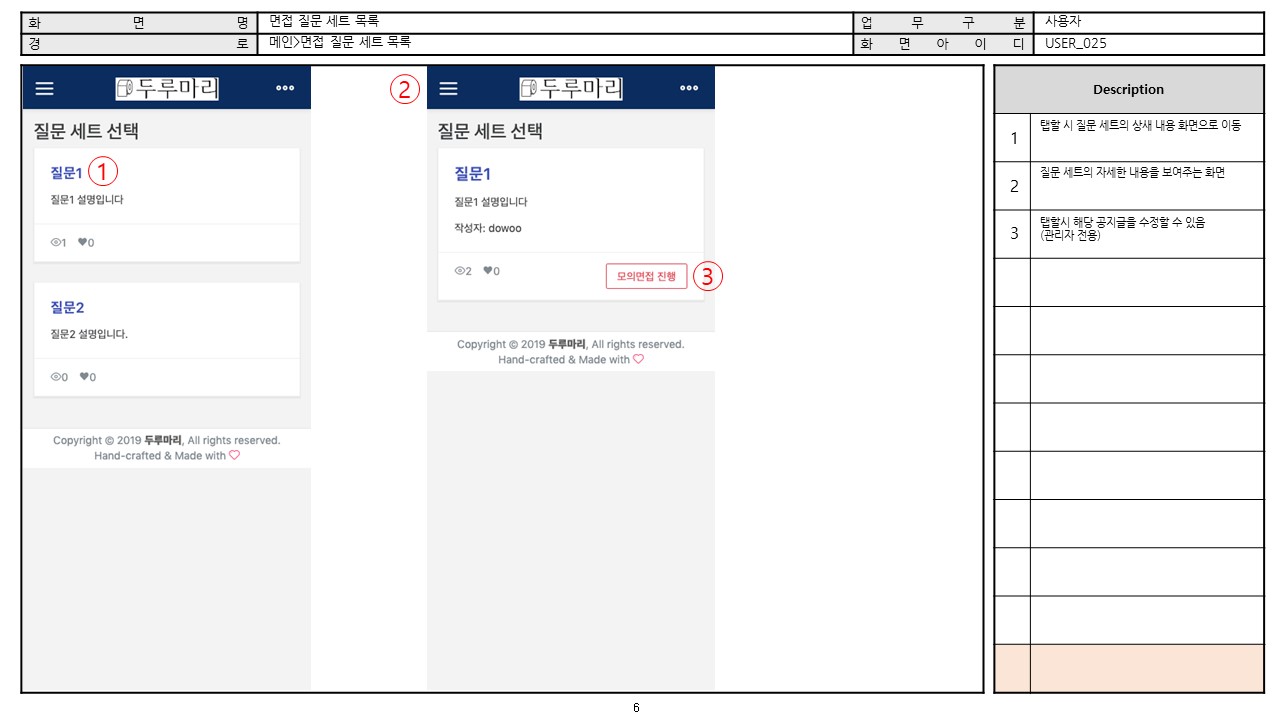 화 면 명 면접 질문 세트 목록 업 무 구 분 사용자
경 로 메인>면접 질문 세트 목록 화 면 아 이 디 USER_025
두루마리
질문 세트 선택
질문1 1
질문1 설명입니다
1 0
질문2
질문2 설명입니다.
0 0
Copyright © 2019 두루마리, All rights reserved.
Hand-crafted & Made with
2
두루마리
질문 세트 선택
질문1
질문1 설명입니다
작성자: dowoo
2 0 모의면접 진행 3
Copyright © 2019 두루마리, All rights reserved.
Hand-crafted & Made with
Description
1 탭할 시 질문 세트의 상새 내용 화면으로 이동
2 질문 세트의 자세한 내용을 보여주는 화면
3 탭할시 해당 공지글을 수정할 수 있음
(관리자 전용)
6